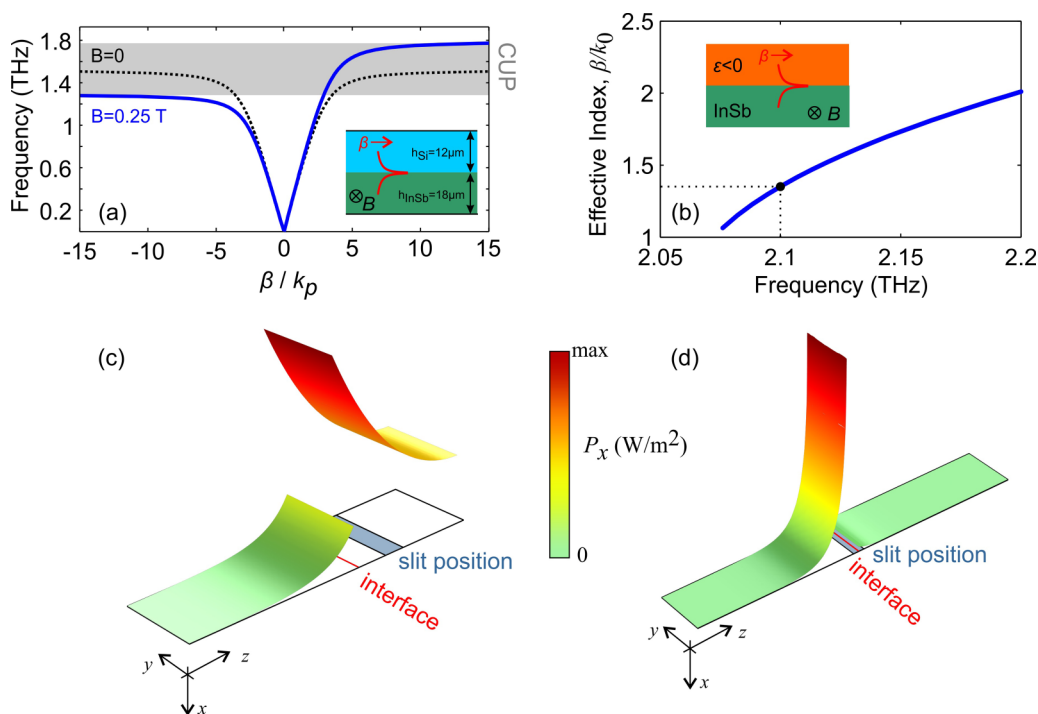 (a)
Frequency (THz)
1.8
1.4
1
0.6
0.2
B=0
B=0.25 T
CUP
β→
hSi=12μm
⊗B
hInSb=18μm
-15 -10 -5 0 5 10 15
β / kp
(b)
Effective Index, β/k0
2.5
2
1.5
1
ε<0
β→
InSb
⊗ B
2.05 2.1 2.15 2.2
Frequency (THz)
(c)
slit position
interface
y
z
x
max
Px (W/m²)
0
(d)
slit position
interface
y
z
x